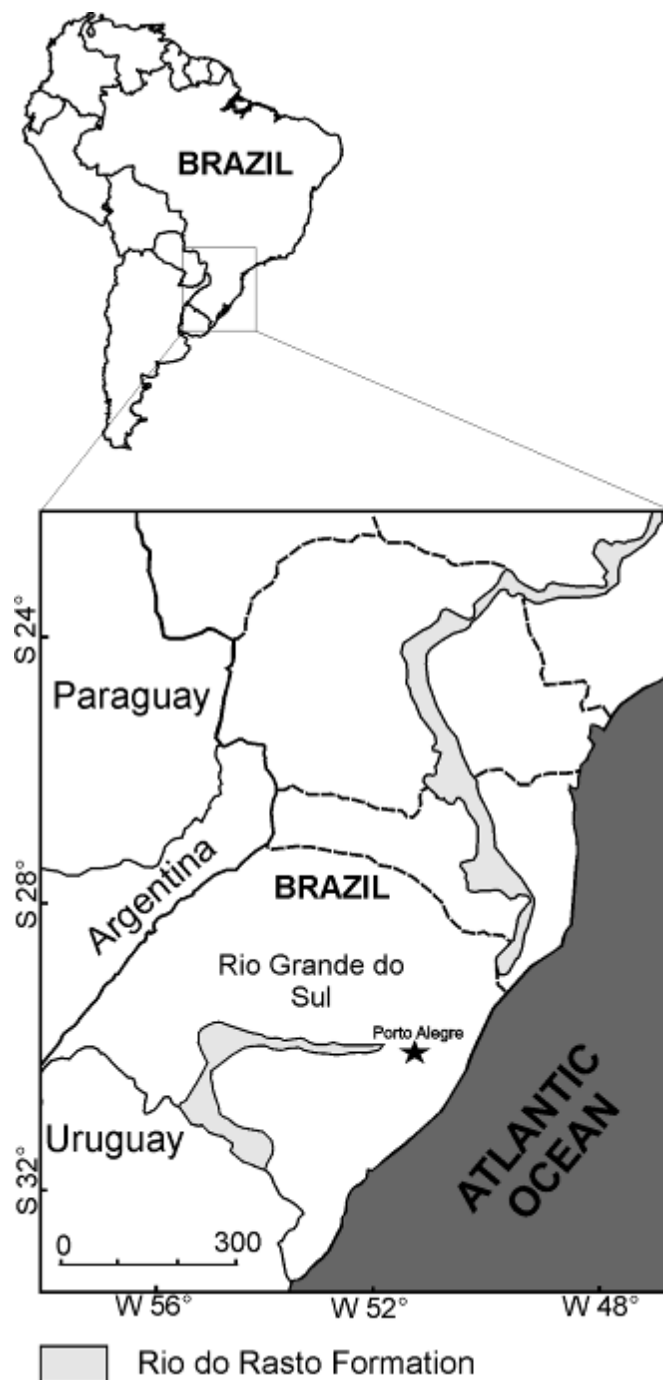 BRAZIL
S 24°
Paraguay
Argentina
S 28°
BRAZIL
Rio Grande do
Sul
Porto Alegre
Uruguay
ATLANTIC
OCEAN
S 32°
0 300
W 56° W 52° W 48°
Rio do Rasto Formation